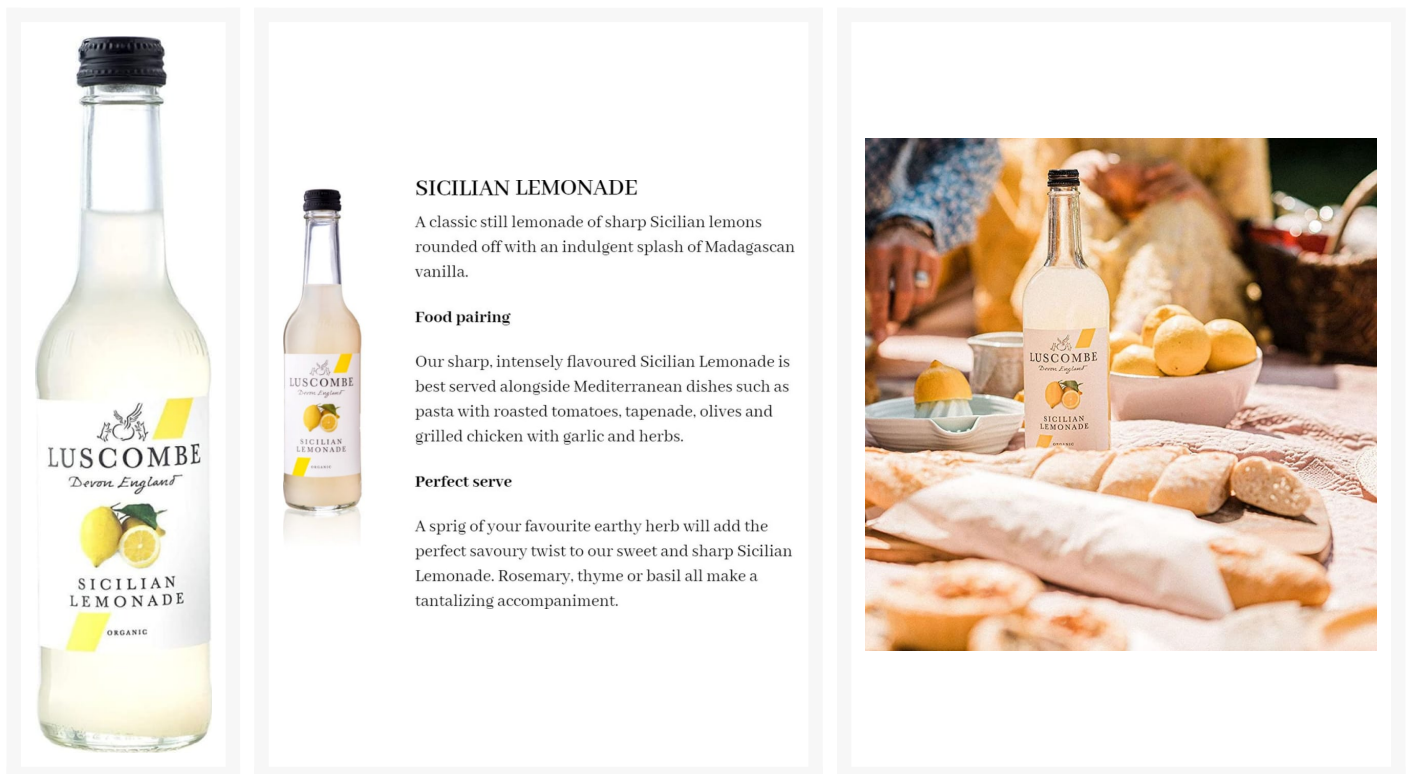 LUSCOMBE
Devon England
SICILIAN
LEMONADE
ORGANIC
LUSCOMBE
Devon England
SICILIAN
LEMONADE
ORGANIC
SICILIAN LEMONADE
A classic still lemonade of sharp Sicilian lemons
rounded off with an indulgent splash of Madagascan
vanilla.
Food pairing
Our sharp, intensely flavoured Sicilian Lemonade is
best served alongside Mediterranean dishes such as
pasta with roasted tomatoes, tapenade, olives and
grilled chicken with garlic and herbs.
Perfect serve
A sprig of your favourite earthy herb will add the
perfect savoury twist to our sweet and sharp Sicilian
Lemonade. Rosemary, thyme or basil all make a
tantalizing accompaniment.
LUSCOMBE
Devon England
SICILIAN
LEMONADE
ORGANIC